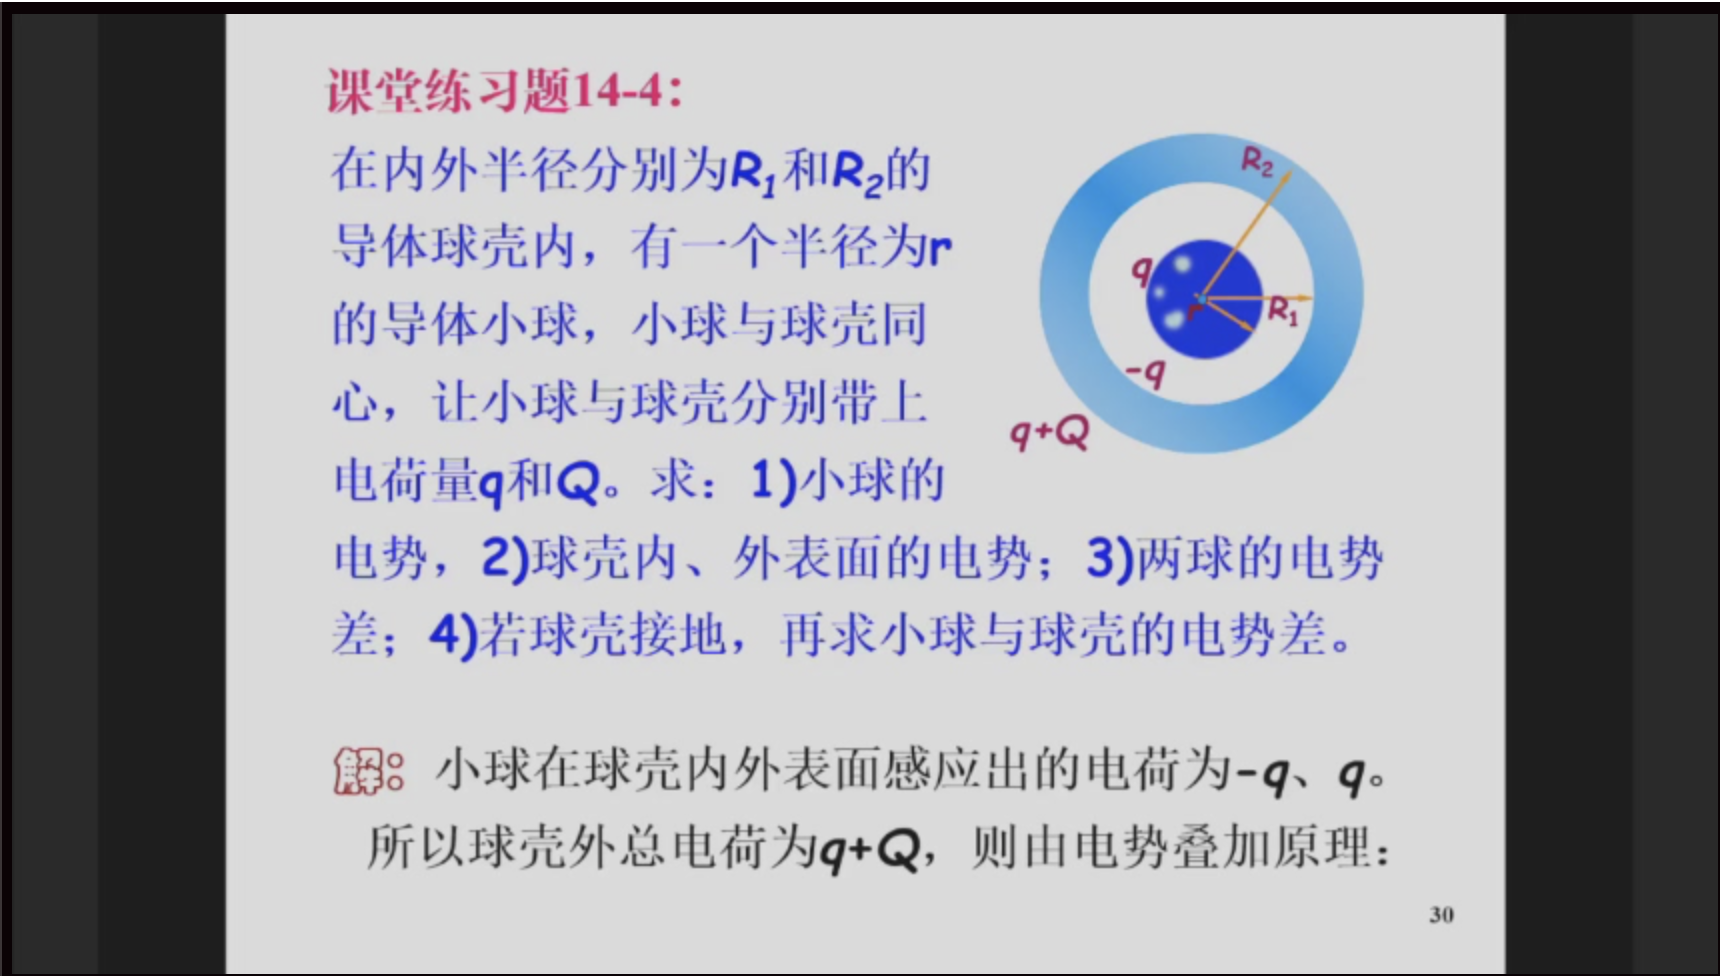 课堂练习题14-4：
在内外半径分别为R₁和R₂的
导体球壳内，有一个半径为r
的导体小球，小球与球壳同
心，让小球与球壳分别带上
电荷量q和Q。求：1)小球的
电势，2)球壳内、外表面的电势；3)两球的电势
差；4)若球壳接地，再求小球与球壳的电势差。
R₂
q
r
R₁
-q
q+Q
解：小球在球壳内外表面感应出的电荷为-q、q。
所以球壳外总电荷为q+Q，则由电势叠加原理：
30